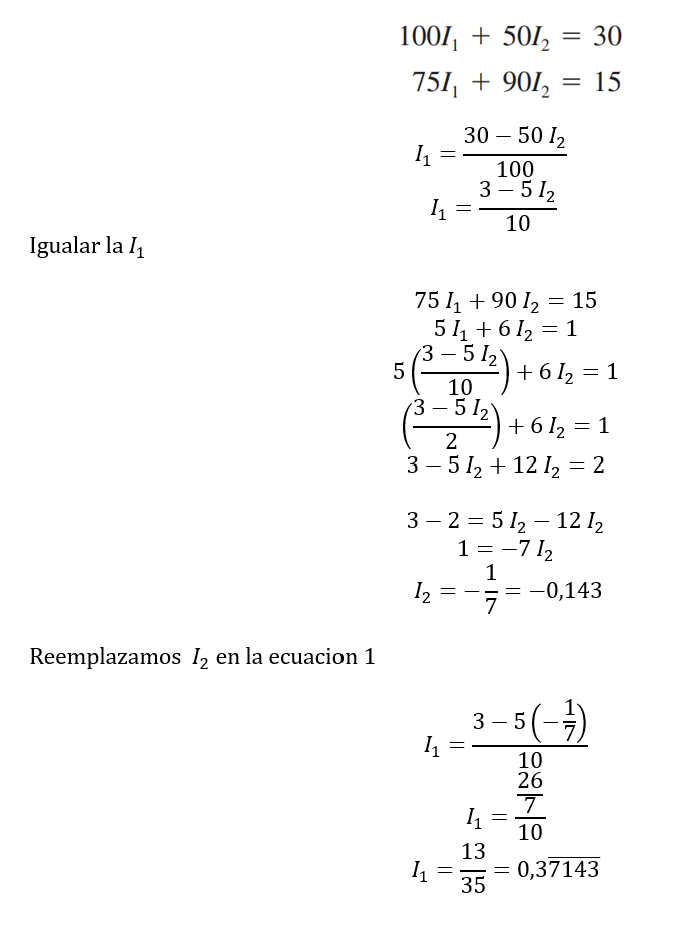 100I₁ + 50I₂ = 30
75I₁ + 90I₂ = 15
I₁ = (30 − 50 I₂)/100
I₁ = (3 − 5 I₂)/10
Igualar la I₁
75 I₁ + 90 I₂ = 15
5 I₁ + 6 I₂ = 1
5 ((3 − 5 I₂)/10) + 6 I₂ = 1
((3 − 5 I₂)/2) + 6 I₂ = 1
3 − 5 I₂ + 12 I₂ = 2
3 − 2 = 5 I₂ − 12 I₂
1 = −7 I₂
I₂ = −1/7 = −0,143
Reemplazamos I₂ en la ecuacion 1
I₁ = (3 − 5 (−1/7))/10
I₁ = (26/7)/10
I₁ = 13/35 = 0,37̅1̅4̅3̅